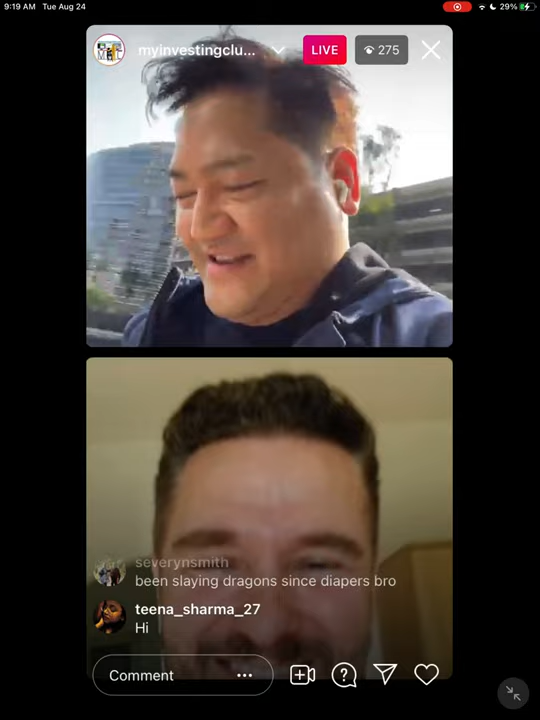 9:19 AM Tue Aug 24
29%
myinvestingclu...
LIVE
275
severynsmith
been slaying dragons since diapers bro
teena_sharma_27
Hi
Comment